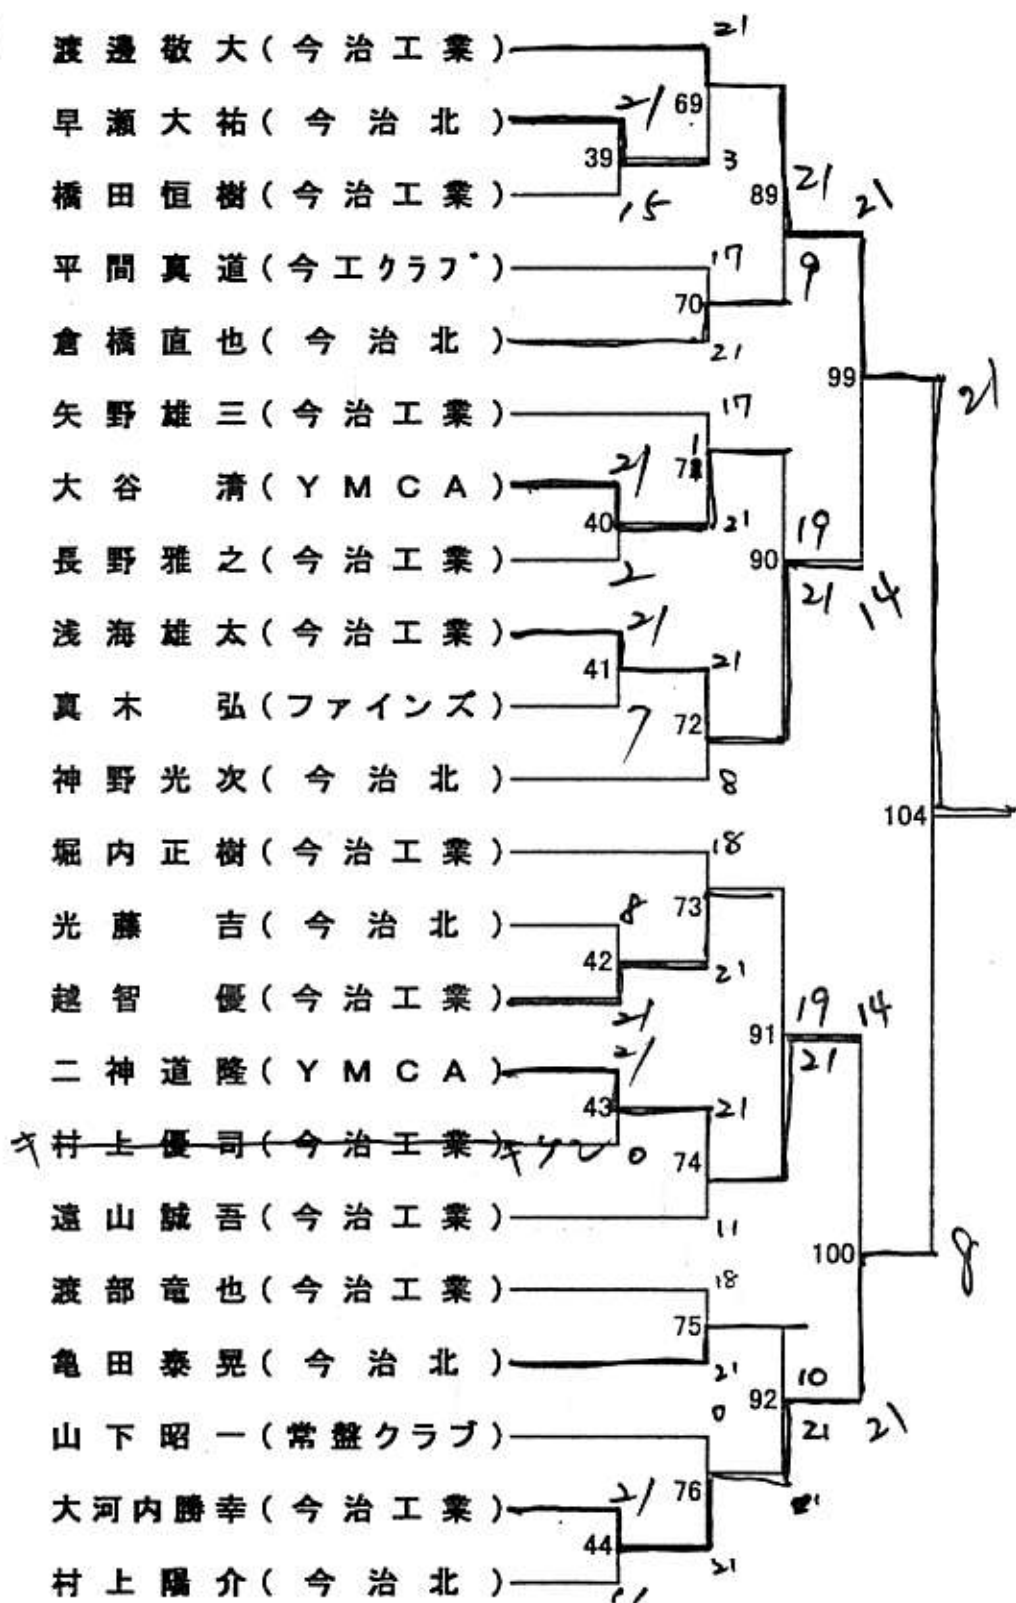 渡邊敬大(今治工業) 21
早瀬大祐(今治北) 21 69
39 3
橋田恒樹(今治工業) 15 89 21 21
平間真道(今工クラブ) 17 9
70
倉橋直也(今治北) 21
99 21
矢野雄三(今治工業) 17
大谷 清(YMCA) 21 71
40 21
長野雅之(今治工業) 2 90 19
21 14
浅海雄太(今治工業) 21
41 21
真木 弘(ファインズ) 7 72
神野光次(今治北) 8
104
堀内正樹(今治工業) 18
光藤 吉(今治北) 8 73
42 21
越智 優(今治工業) 21
91 19 14
二神道隆(YMCA) 21 21
43 21
キ村上優司(今治工業)キケン 0 74
遠山誠吾(今治工業) 11
100 8
渡部竜也(今治工業) 18
75
亀田泰晃(今治北) 21 10
0 92
山下昭一(常盤クラブ) 21 21
大河内勝幸(今治工業) 21 76
44 21
村上陽介(今治北)